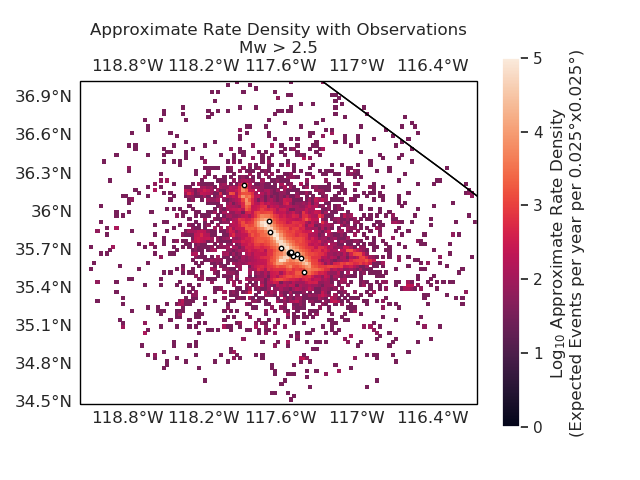 Approximate Rate Density with Observations
Mw > 2.5
118.8°W 118.2°W 117.6°W 117°W 116.4°W
36.9°N
36.6°N
36.3°N
36°N
35.7°N
35.4°N
35.1°N
34.8°N
34.5°N
118.8°W 118.2°W 117.6°W 117°W 116.4°W
5
4
3
2
1
0
Log₁₀ Approximate Rate Density
(Expected Events per year per 0.025°x0.025°)